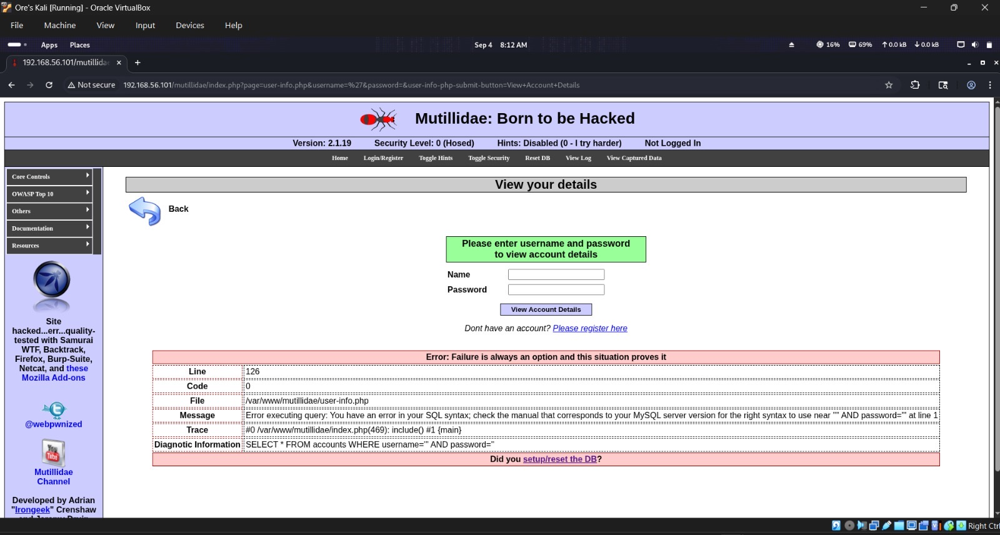 Ore's Kali [Running] - Oracle VirtualBox
File Machine View Input Devices Help
Apps Places Sep 4 8:12 AM 16% 69% 0.0 kB 0.0 kB
192.168.56.101/mutillidae
Not secure 192.168.56.101/mutillidae/index.php?page=user-info.php&username=%27&password=&user-info-php-submit-button=View+Account+Details
Mutillidae: Born to be Hacked
Version: 2.1.19 Security Level: 0 (Hosed) Hints: Disabled (0 - I try harder) Not Logged In
Home Login/Register Toggle Hints Toggle Security Reset DB View Log View Captured Data
Core Controls
OWASP Top 10
Others
Documentation
Resources
Site
hacked...err...quality-
tested with Samurai
WTF, Backtrack,
Firefox, Burp-Suite,
Netcat, and these
Mozilla Add-ons
@webpwnized
You
Tube
Mutillidae
Channel
Developed by Adrian
"Irongeek" Crenshaw
View your details
Back
Please enter username and password
to view account details
Name
Password
View Account Details
Dont have an account? Please register here
Error: Failure is always an option and this situation proves it
Line 126
Code 0
File /var/www/mutillidae/user-info.php
Message Error executing query: You have an error in your SQL syntax; check the manual that corresponds to your MySQL server version for the right syntax to use near ''' AND password=''' at line 1
Trace #0 /var/www/mutillidae/index.php(469): include() #1 {main}
Diagnostic Information SELECT * FROM accounts WHERE username=''' AND password=''
Did you setup/reset the DB?
Right Ctrl